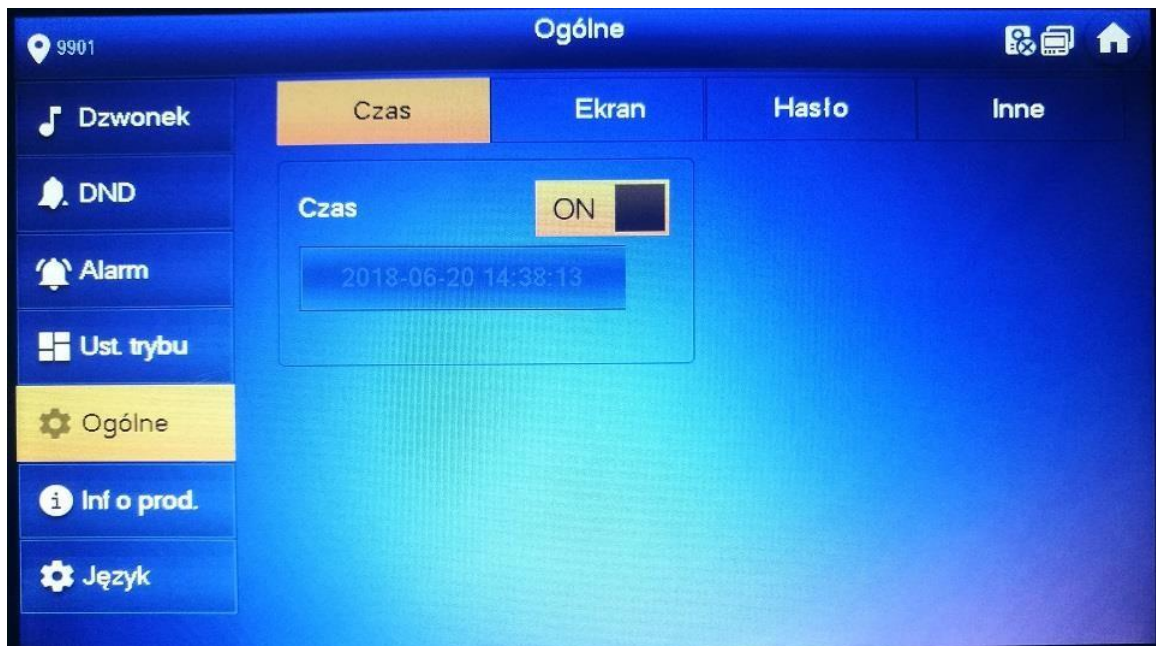 9901
Ogólne
Dzwonek
Czas
Ekran
Hasło
Inne
DND
Czas
ON
Alarm
2018-06-20 14:38:13
Ust. trybu
Ogólne
Inf o prod.
Język